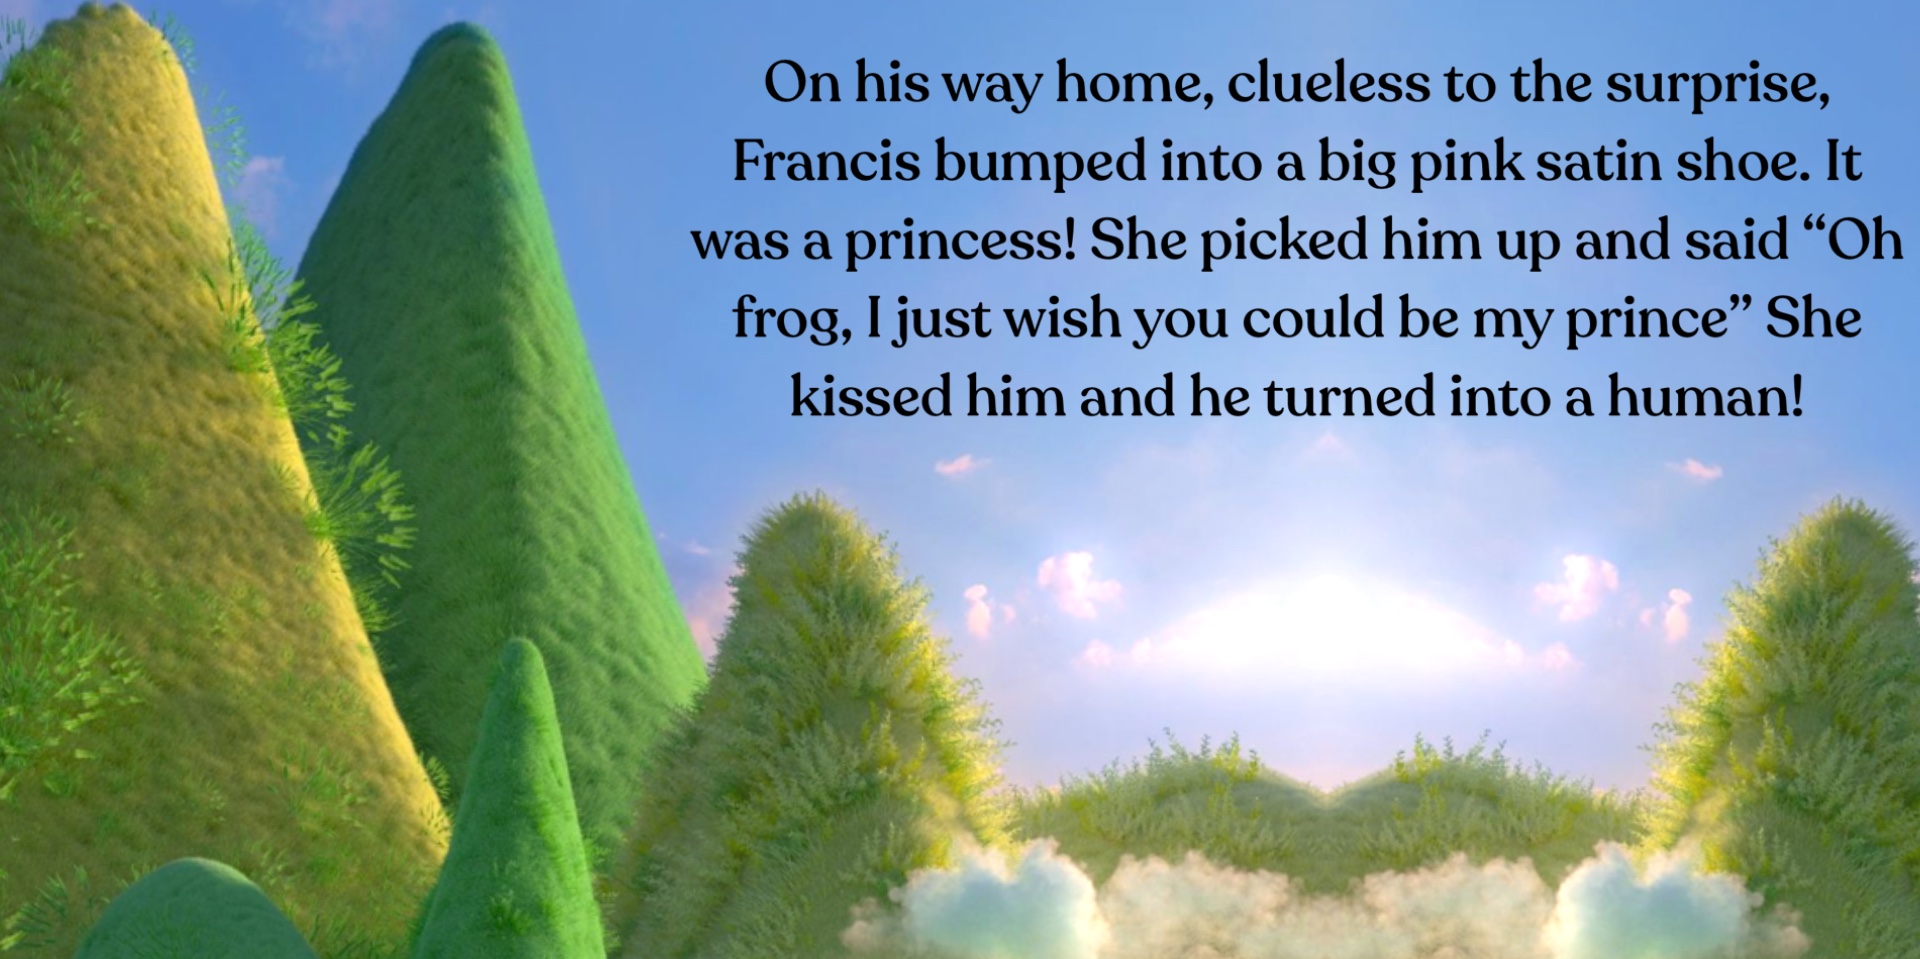 On his way home, clueless to the surprise,
Francis bumped into a big pink satin shoe. It
was a princess! She picked him up and said “Oh
frog, I just wish you could be my prince” She
kissed him and he turned into a human!